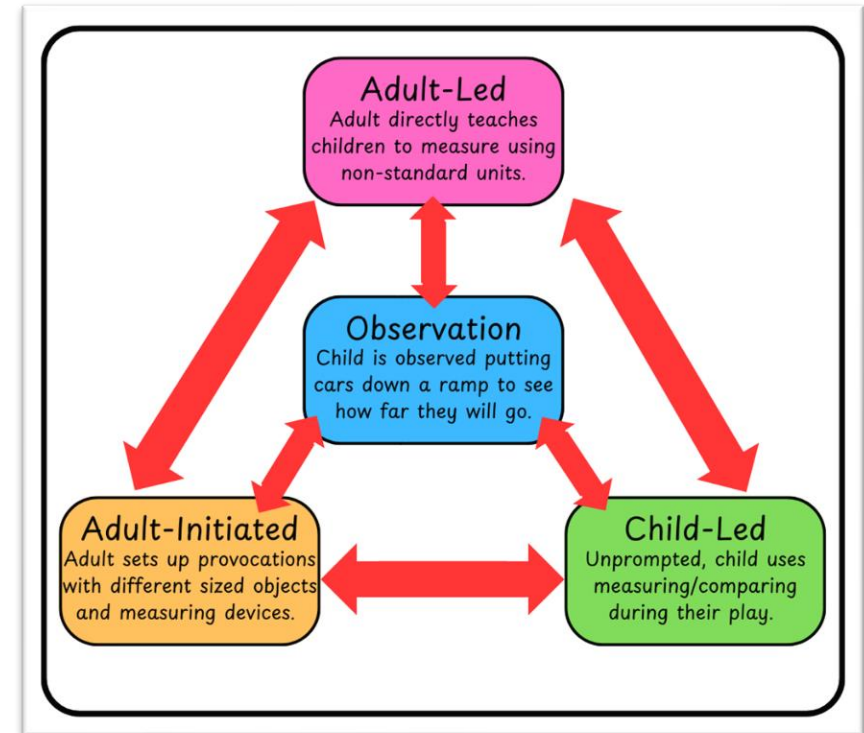 Adult-Led
Adult directly teaches
children to measure using
non-standard units.
Observation
Child is observed putting
cars down a ramp to see
how far they will go.
Adult-Initiated
Adult sets up provocations
with different sized objects
and measuring devices.
Child-Led
Unprompted, child uses
measuring/comparing
during their play.